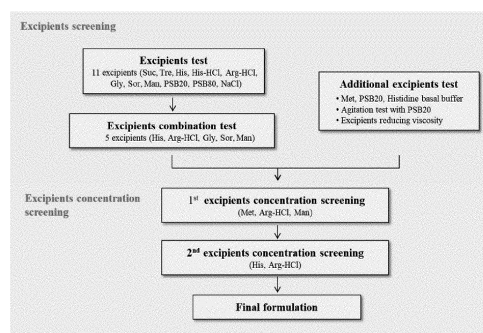 Excipients screening
Excipients test
11 excipients (Suc, Tre, His, His-HCl, Arg-HCl,
Gly, Sor, Man, PSB20, PSB80, NaCl)
Additional excipients test
• Met, PSB20, Histidine basal buffer
• Agitation test with PSB20
• Excipients reducing viscosity
Excipients combination test
5 excipients (His, Arg-HCl, Gly, Sor, Man)
Excipients concentration
screening
1st excipients concentration screening
(Met, Arg-HCl, Man)
2nd excipients concentration screening
(His, Arg-HCl)
Final formulation